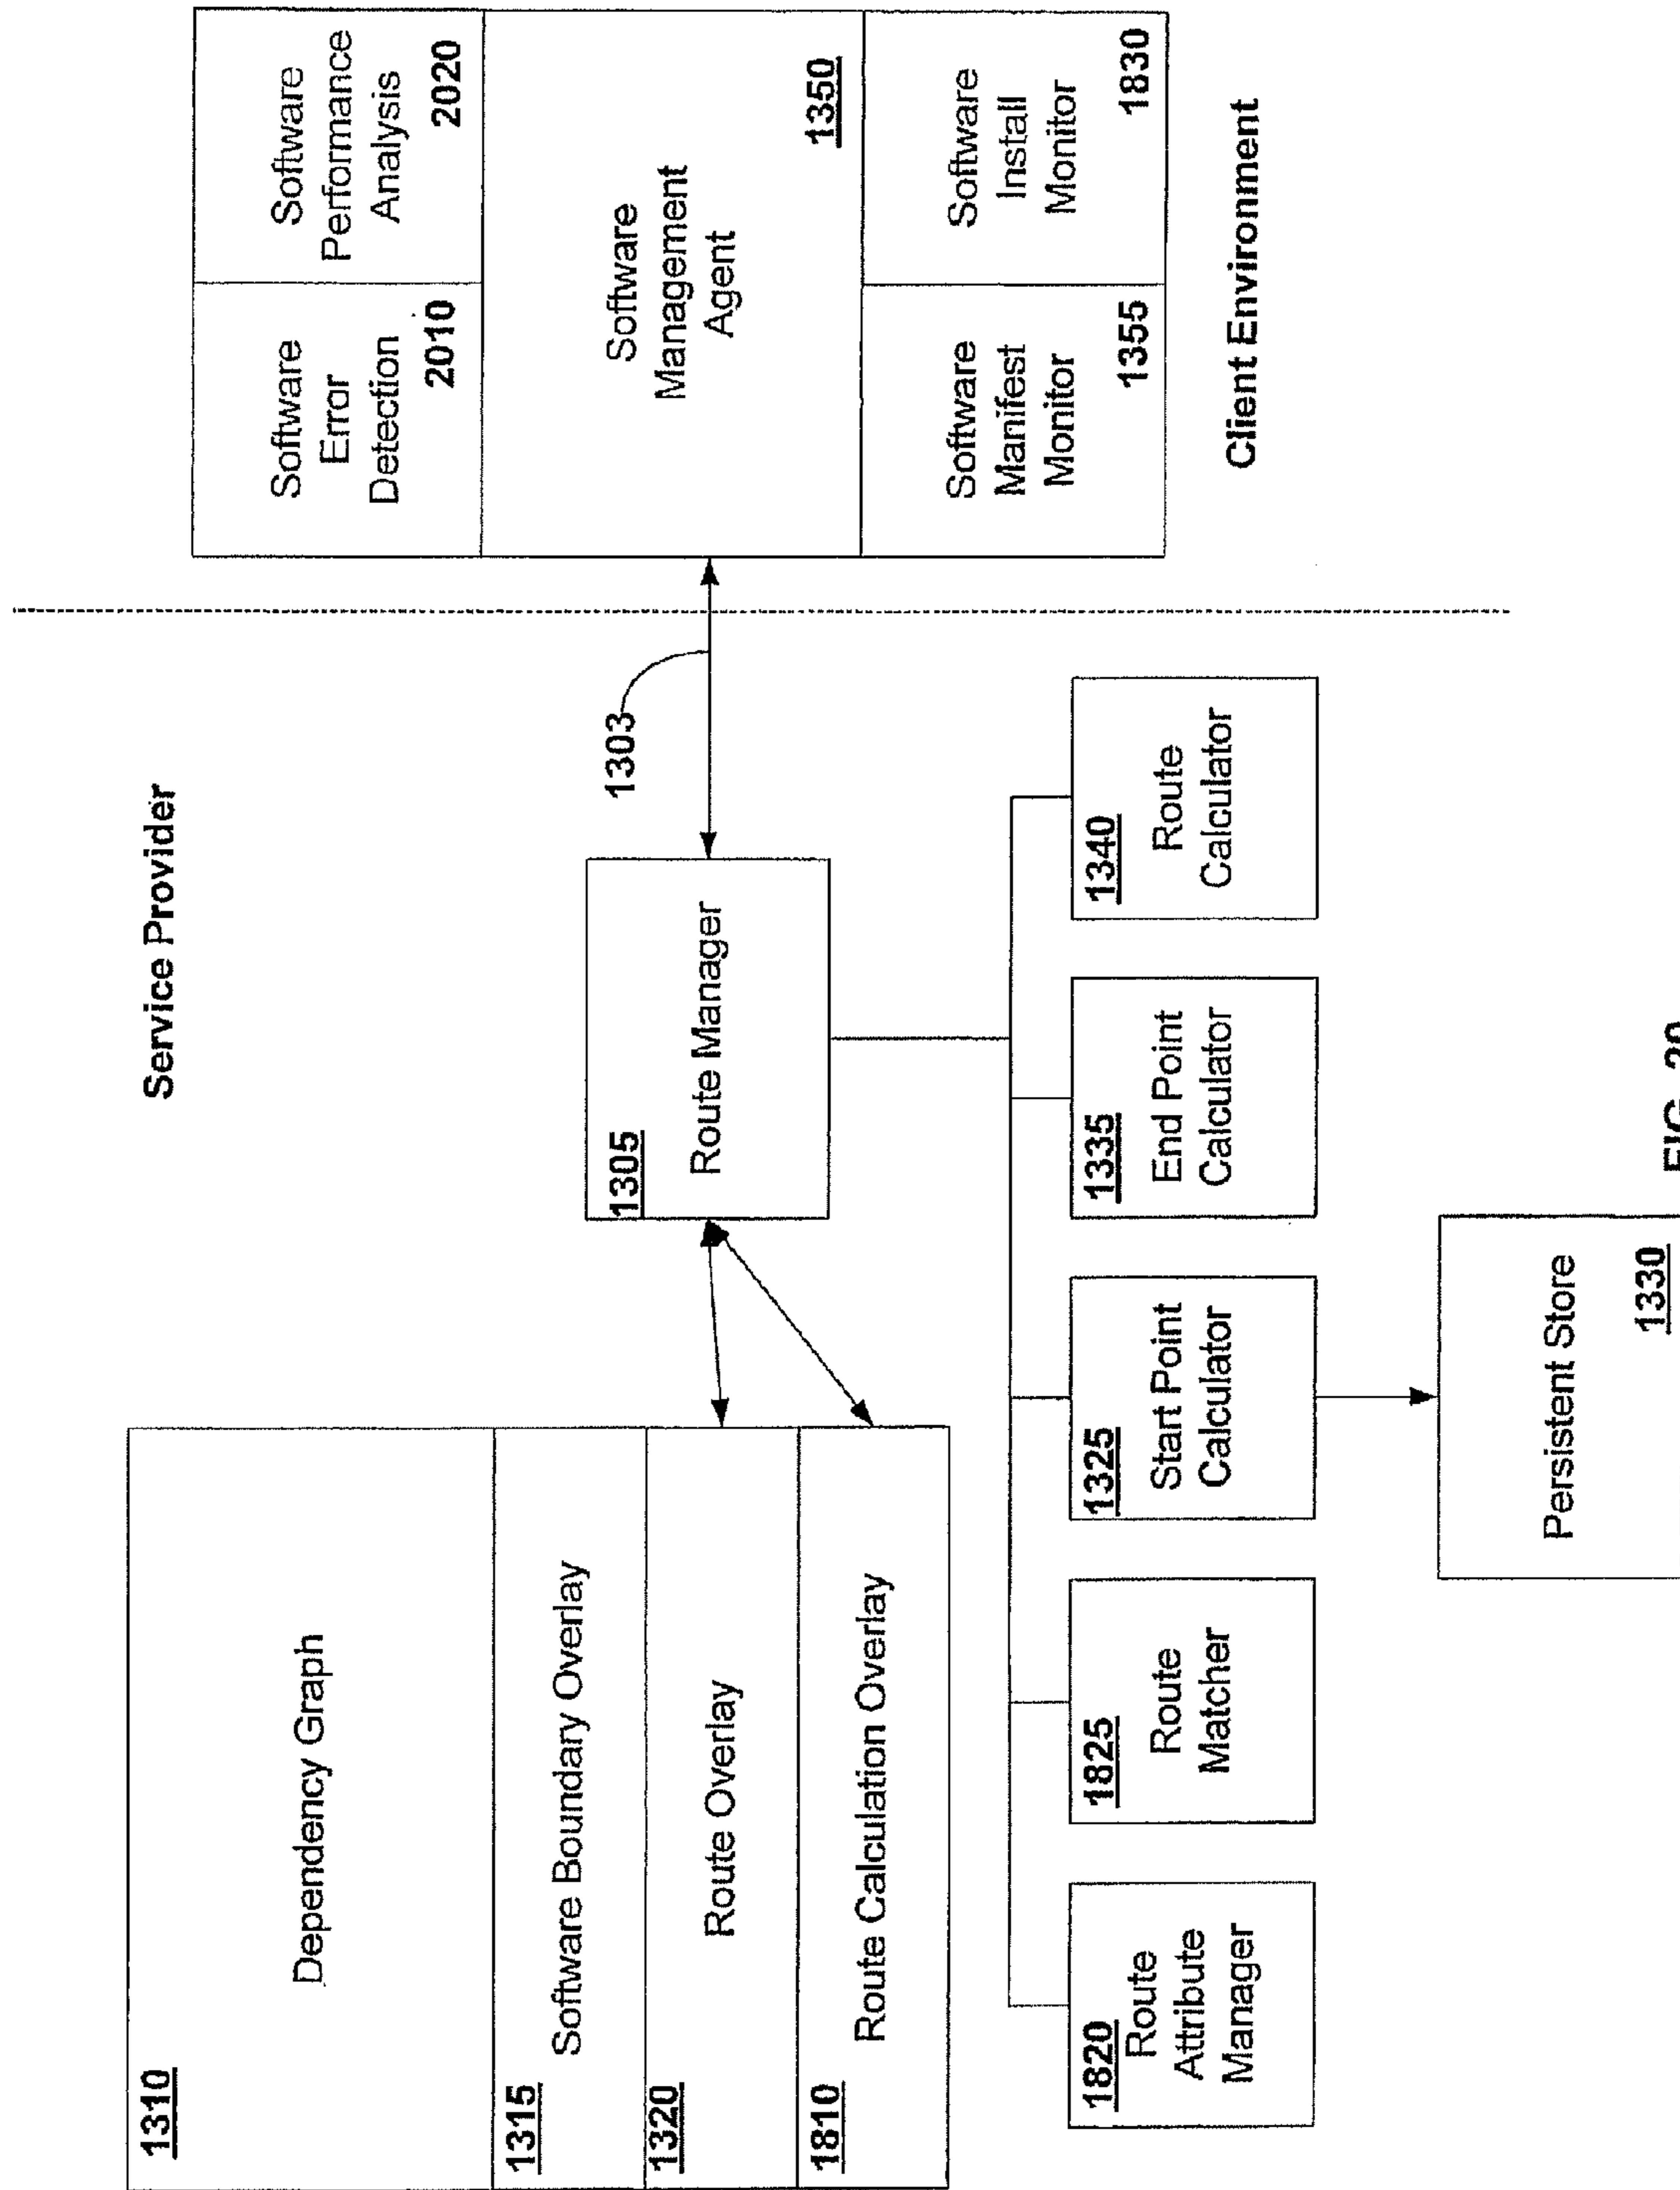 Service Provider
1310
Dependency Graph
1315
Software Boundary Overlay
1320
Route Overlay
1810
Route Calculation Overlay
1305
Route Manager
1303
Software
Error
Detection
2010
Software
Performance
Analysis
2020
Software
Management
Agent
1350
Software
Manifest
Monitor
1355
Software
Install
Monitor
1830
Client Environment
1820
Route
Attribute
Manager
1825
Route
Matcher
1325
Start Point
Calculator
1335
End Point
Calculator
1340
Route
Calculator
Persistent Store
1330
FIG. 20